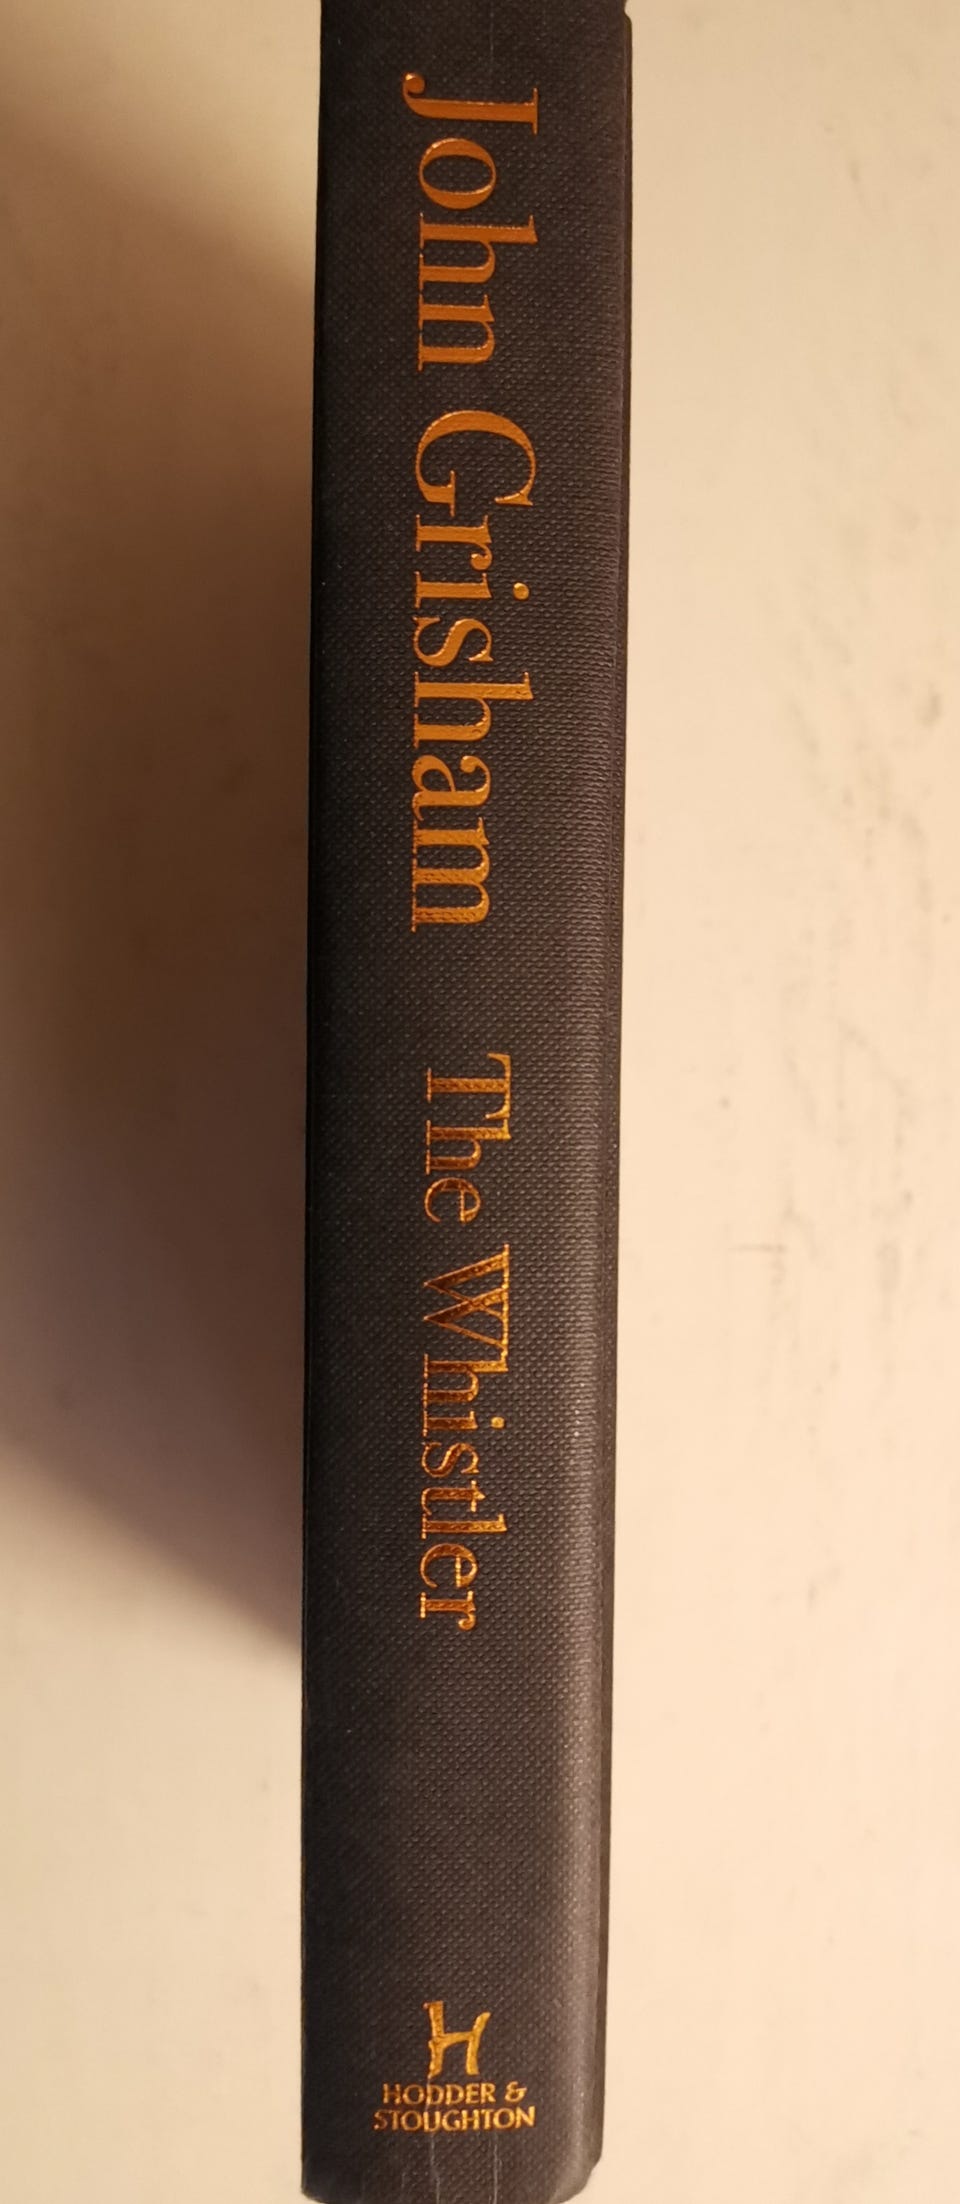 John Grisham The Whistler
H
HODDER &
STOUGHTON